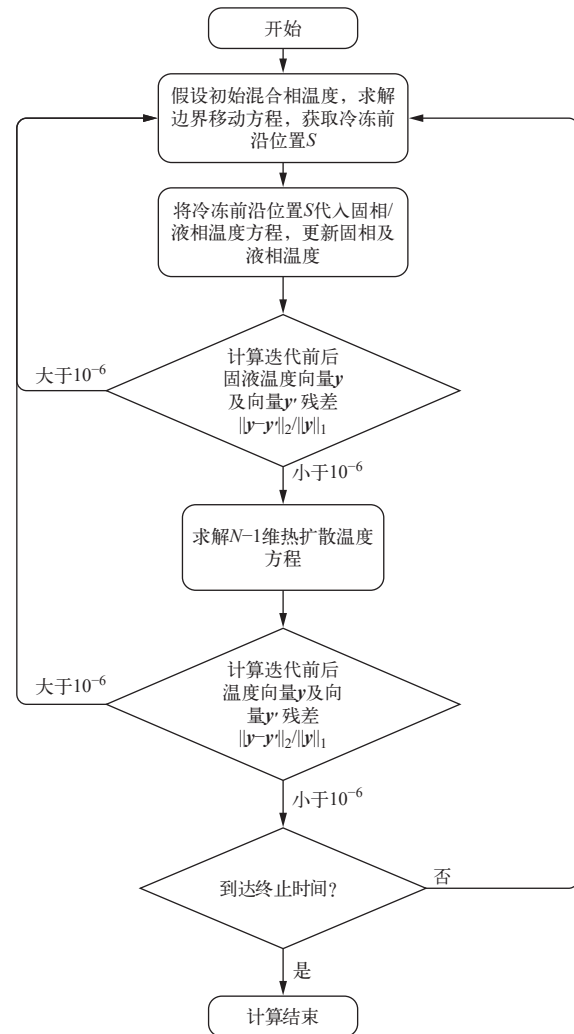 开始
假设初始混合相温度，求解
边界移动方程，获取冷冻前
沿位置S
将冷冻前沿位置S代入固相/
液相温度方程，更新固相及
液相温度
大于10⁻⁶
计算迭代前后
固液温度向量y
及向量y′ 残差
||y−y′||₂/||y||₁
小于10⁻⁶
求解N−1维热扩散温度
方程
大于10⁻⁶
计算迭代前后
温度向量y及向
量y′ 残差
||y−y′||₂/||y||₁
小于10⁻⁶
到达终止时间?
否
是
计算结束